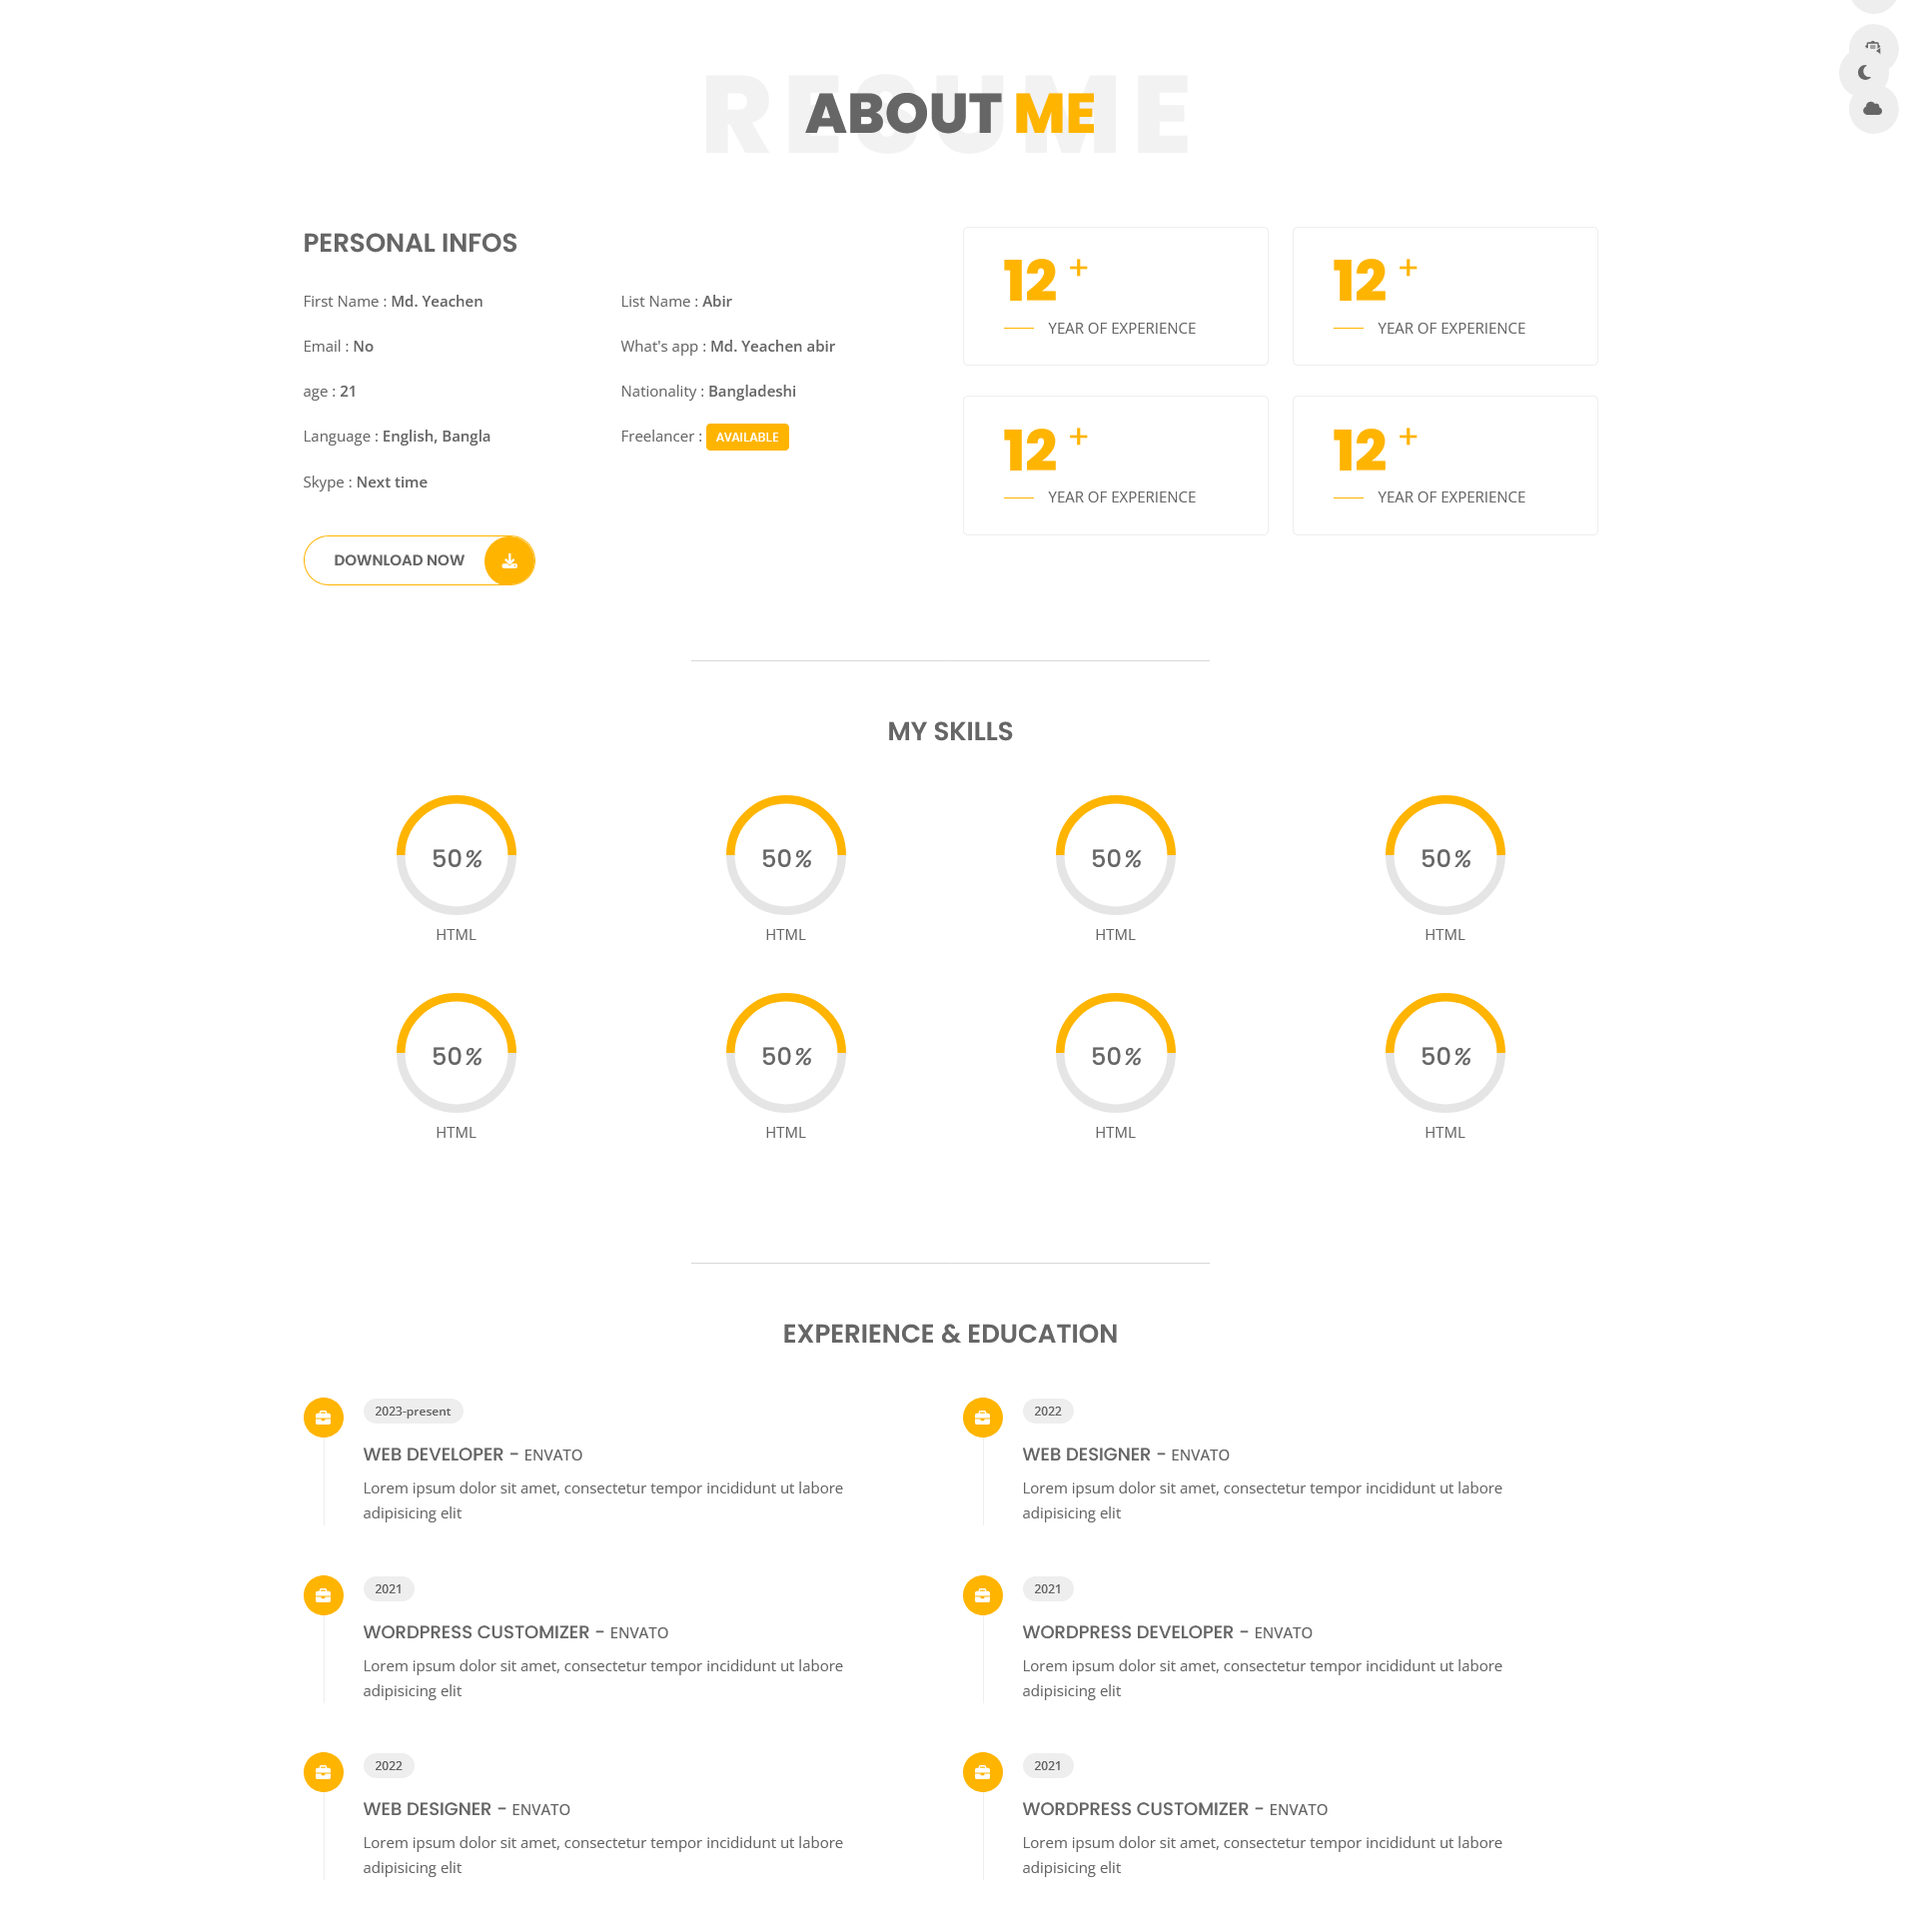 RESUME
ABOUT ME
PERSONAL INFOS
First Name : Md. Yeachen
List Name : Abir
Email : No
What's app : Md. Yeachen abir
age : 21
Nationality : Bangladeshi
Language : English, Bangla
Freelancer : AVAILABLE
Skype : Next time
DOWNLOAD NOW
12 +
YEAR OF EXPERIENCE
12 +
YEAR OF EXPERIENCE
12 +
YEAR OF EXPERIENCE
12 +
YEAR OF EXPERIENCE
MY SKILLS
50%
HTML
50%
HTML
50%
HTML
50%
HTML
50%
HTML
50%
HTML
50%
HTML
50%
HTML
EXPERIENCE & EDUCATION
2023-present
WEB DEVELOPER - ENVATO
Lorem ipsum dolor sit amet, consectetur tempor incididunt ut labore
adipisicing elit
2022
WEB DESIGNER - ENVATO
Lorem ipsum dolor sit amet, consectetur tempor incididunt ut labore
adipisicing elit
2021
WORDPRESS CUSTOMIZER - ENVATO
Lorem ipsum dolor sit amet, consectetur tempor incididunt ut labore
adipisicing elit
2021
WORDPRESS DEVELOPER - ENVATO
Lorem ipsum dolor sit amet, consectetur tempor incididunt ut labore
adipisicing elit
2022
WEB DESIGNER - ENVATO
Lorem ipsum dolor sit amet, consectetur tempor incididunt ut labore
adipisicing elit
2021
WORDPRESS CUSTOMIZER - ENVATO
Lorem ipsum dolor sit amet, consectetur tempor incididunt ut labore
adipisicing elit